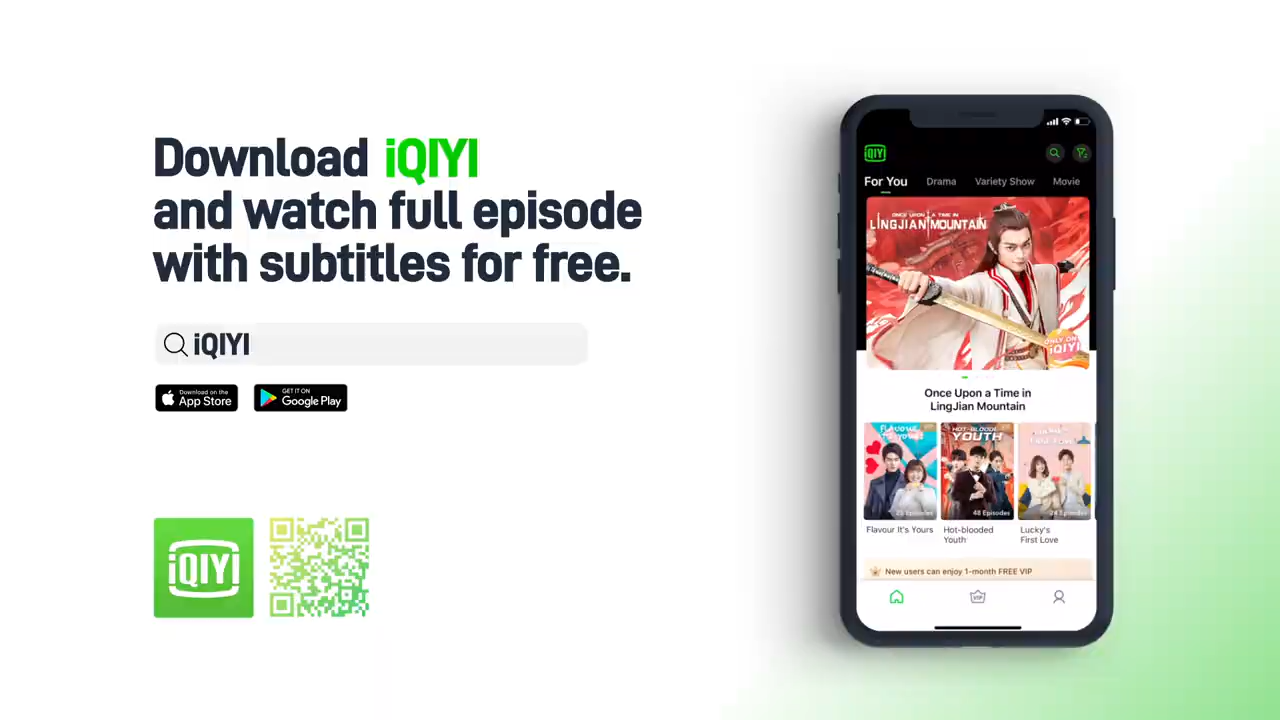 Download iQIYI
and watch full episode
with subtitles for free.
iQIYI
Download on the
App Store
GET IT ON
Google Play
iQIYI
iQIYI
For You Drama Variety Show Movie
ONCE UPON A TIME IN
LINGJIAN MOUNTAIN
ONLY ON
iQIYI
Once Upon a Time in
LingJian Mountain
HOT-BLOODED
YOUTH
48 Episodes
24 Episodes
Flavour It's Yours
Hot-blooded
Youth
Lucky's
First Love
New users can enjoy 1-month FREE VIP
VIP